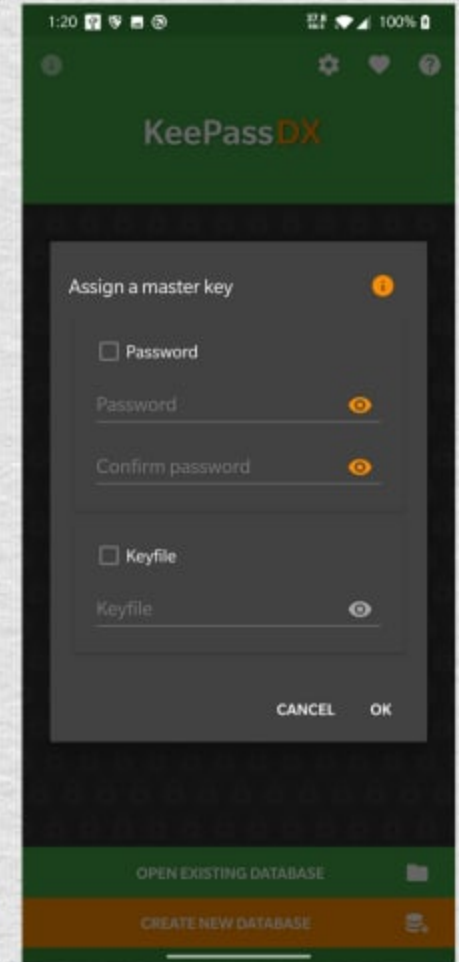 1:20 100%
KeePassDX
Assign a master key
Password
Password
Confirm password
Keyfile
Keyfile
CANCEL OK
OPEN EXISTING DATABASE
CREATE NEW DATABASE